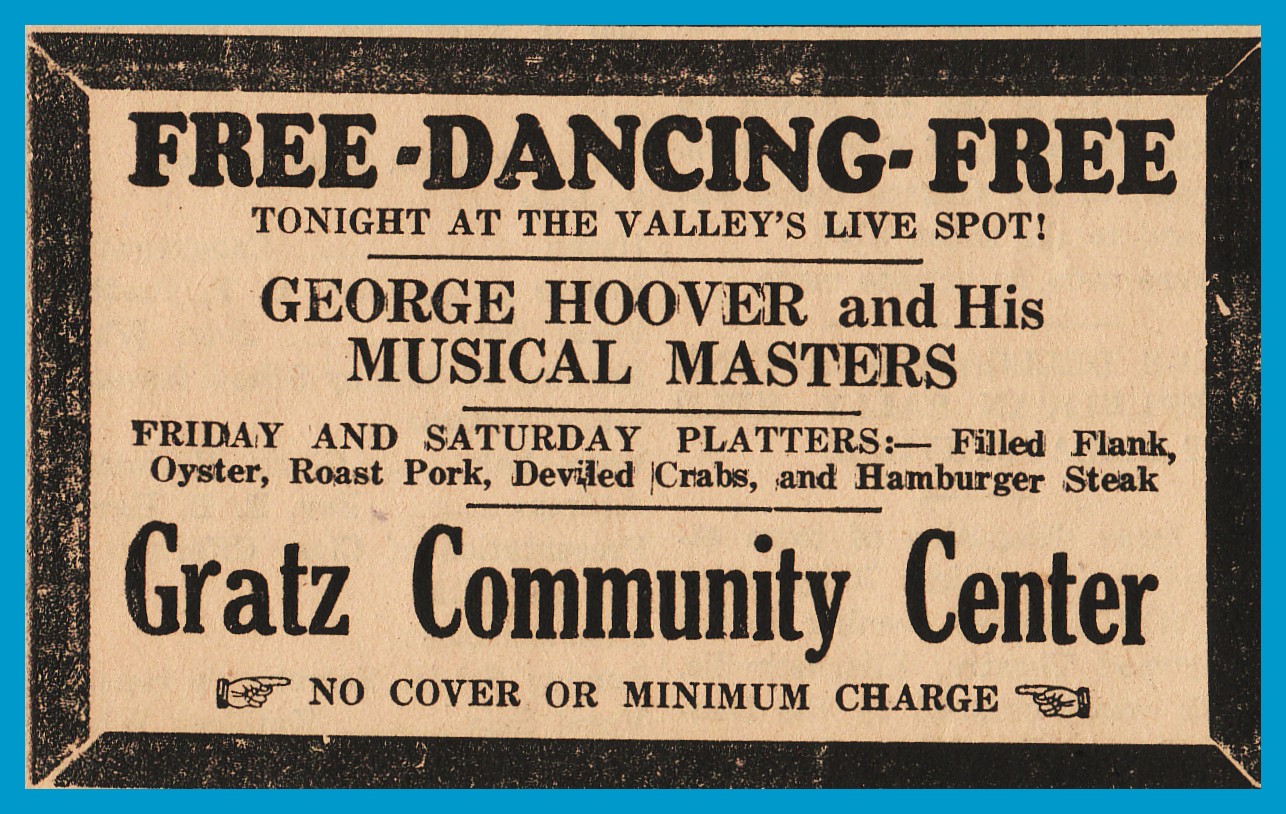 FREE-DANCING-FREE
TONIGHT AT THE VALLEY'S LIVE SPOT!
GEORGE HOOVER and His
MUSICAL MASTERS
FRIDAY AND SATURDAY PLATTERS:— Filled Flank,
Oyster, Roast Pork, Deviled Crabs, and Hamburger Steak
Gratz Community Center
NO COVER OR MINIMUM CHARGE